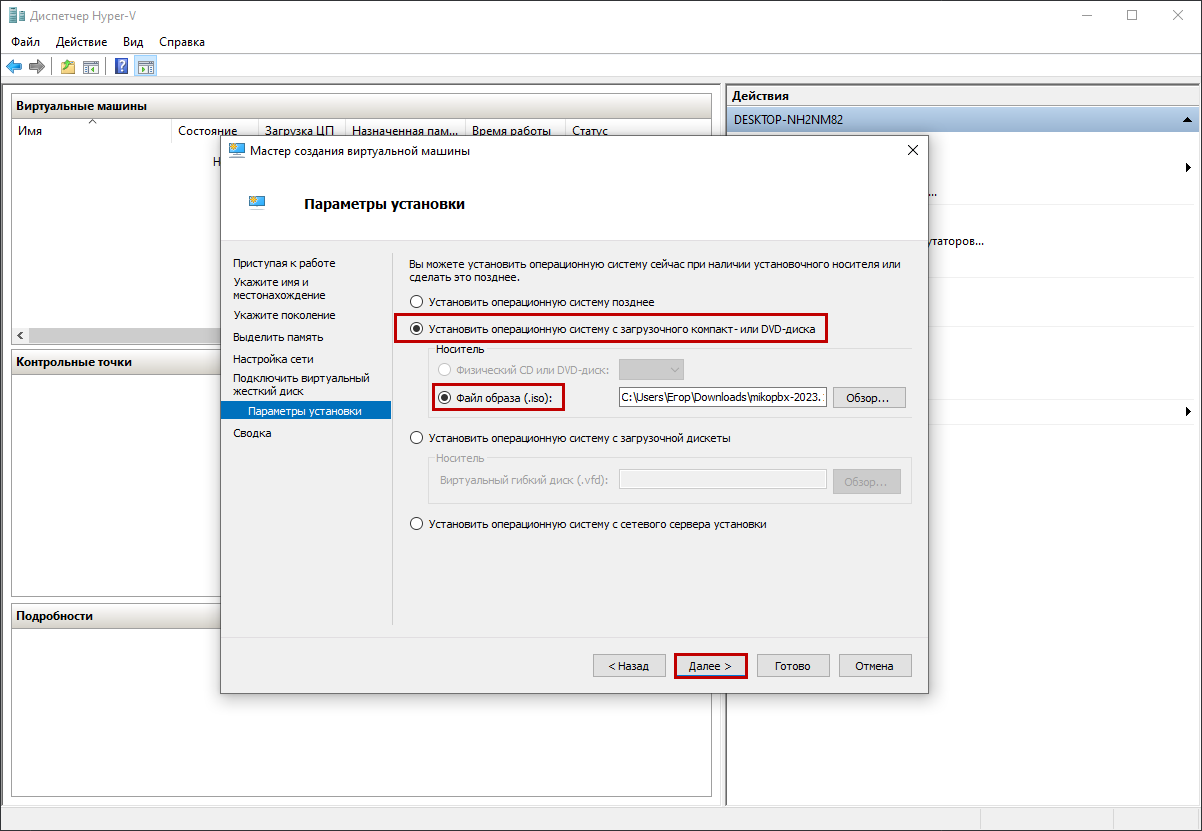 Диспетчер Hyper-V
Файл Действие Вид Справка
Виртуальные машины
Имя Состояние Загрузка ЦП Назначенная пам... Время работы Статус
Действия
DESKTOP-NH2NM82
Мастер создания виртуальной машины
Параметры установки
Приступая к работе
Укажите имя и
местонахождение
Укажите поколение
Выделить память
Настройка сети
Подключить виртуальный
жесткий диск
Параметры установки
Сводка
Вы можете установить операционную систему сейчас при наличии установочного носителя или
сделать это позднее.
Установить операционную систему позднее
Установить операционную систему с загрузочного компакт- или DVD-диска
Носитель
Физический CD или DVD-диск:
Файл образа (.iso): C:\Users\Егор\Downloads\mikopbx-2023. Обзор...
Установить операционную систему с загрузочной дискеты
Носитель
Виртуальный гибкий диск (.vfd): Обзор...
Установить операционную систему с сетевого сервера установки
< Назад Далее > Готово Отмена
Контрольные точки
Подробности